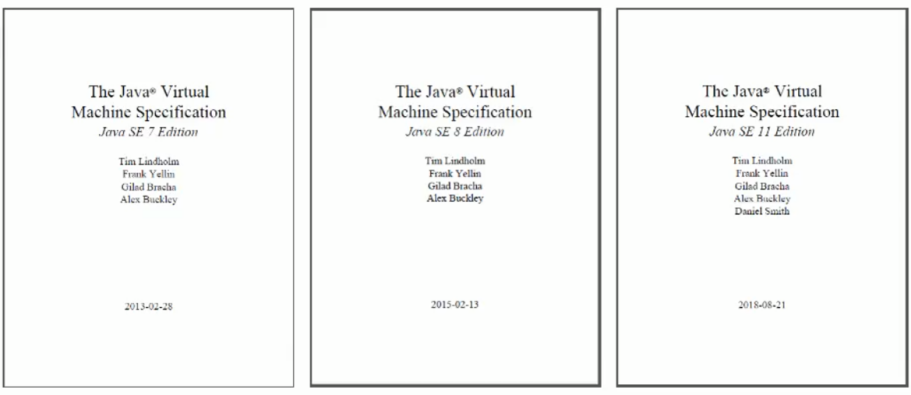 The Java® Virtual
Machine Specification
Java SE 7 Edition
Tim Lindholm
Frank Yellin
Gilad Bracha
Alex Buckley
2013-02-28
The Java® Virtual
Machine Specification
Java SE 8 Edition
Tim Lindholm
Frank Yellin
Gilad Bracha
Alex Buckley
2015-02-13
The Java® Virtual
Machine Specification
Java SE 11 Edition
Tim Lindholm
Frank Yellin
Gilad Bracha
Alex Buckley
Daniel Smith
2018-08-21